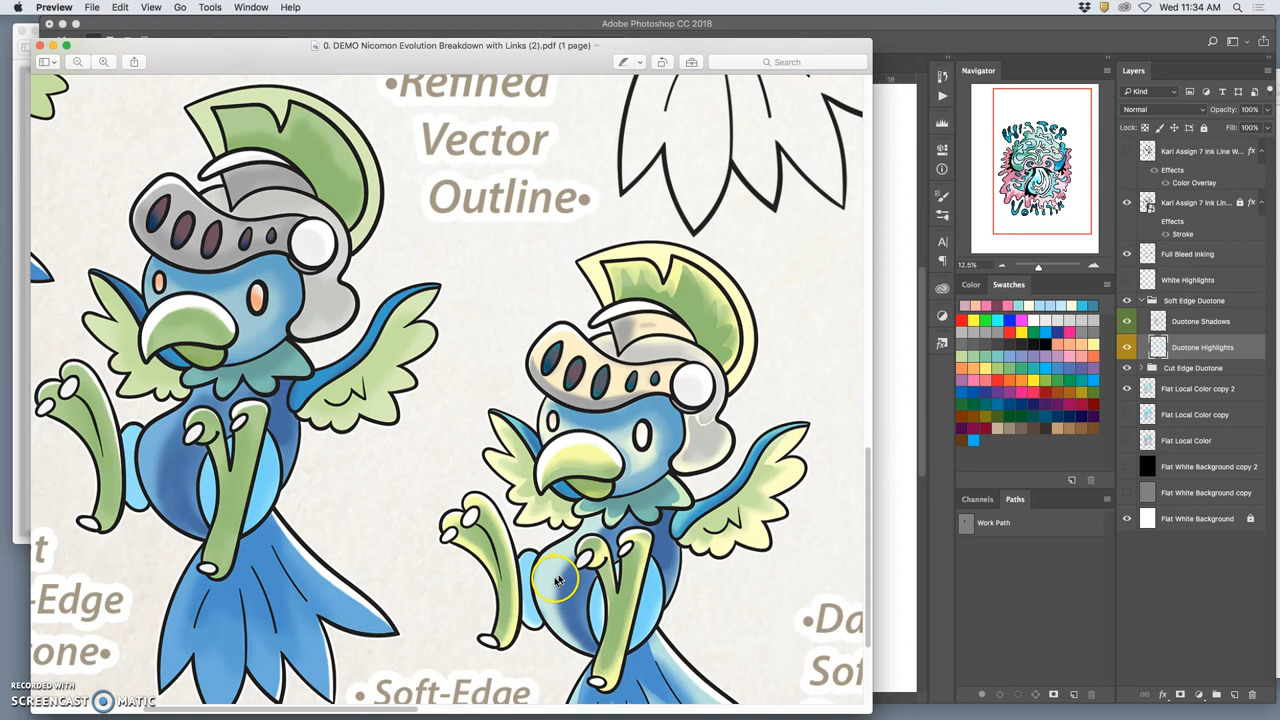 Preview File Edit View Go Tools Window Help
Wed 11:34 AM
Adobe Photoshop CC 2018
0. DEMO Nicomon Evolution Breakdown with Links (2).pdf (1 page)
Search
•Refined
Vector
Outline•
t
-Edge
one•
• Soft-Edge
•Da
Sof
16
Navigator
12.5%
Color Swatches
Channels Paths
Work Path
Layers
Kind
Normal Opacity: 100%
Lock: Fill: 100%
Karl Assign 7 Ink Line W... fx
Effects
Color Overlay
Karl Assign 7 Ink Lin... fx
Effects
Stroke
Full Bleed Inking
White Highlights
Soft Edge Duotone
Duotone Shadows
Duotone Highlights
Cut Edge Duotone
Flat Local Color copy 2
Flat Local Color copy
Flat Local Color
Flat White Background copy 2
Flat White Background copy
Flat White Background
fx
RECORDED WITH
SCREENCAST MATIC